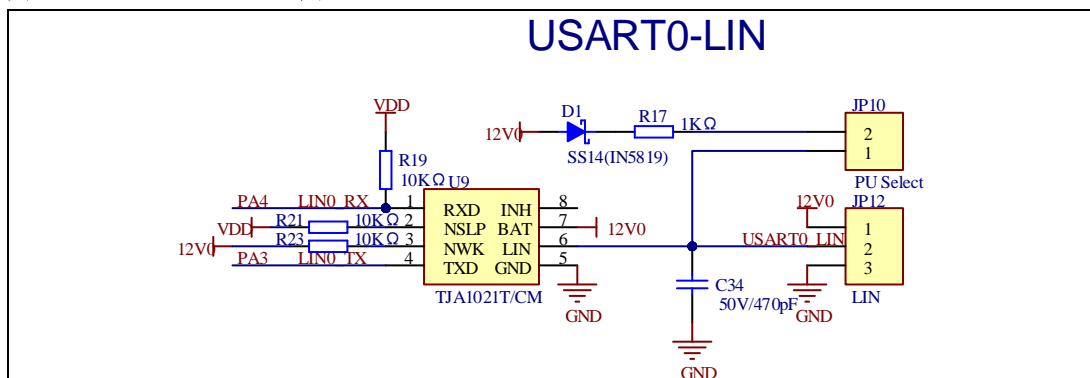 USART0-LIN
VDD
D1
R17
JP10
12V0
1KΩ
2
SS14(IN5819)
1
R19
10KΩ
U9
PU Select
PA4
LIN0_RX
1
RXD
INH
8
12V0
JP12
VDD
R21
10KΩ
2
NSLP
BAT
7
12V0
1
12V0
R23
10KΩ
3
NWK
LIN
6
USART0_LIN
2
PA3
LIN0_TX
4
TXD
GND
5
3
TJA1021T/CM
C34
LIN
50V/470pF
GND
GND
GND